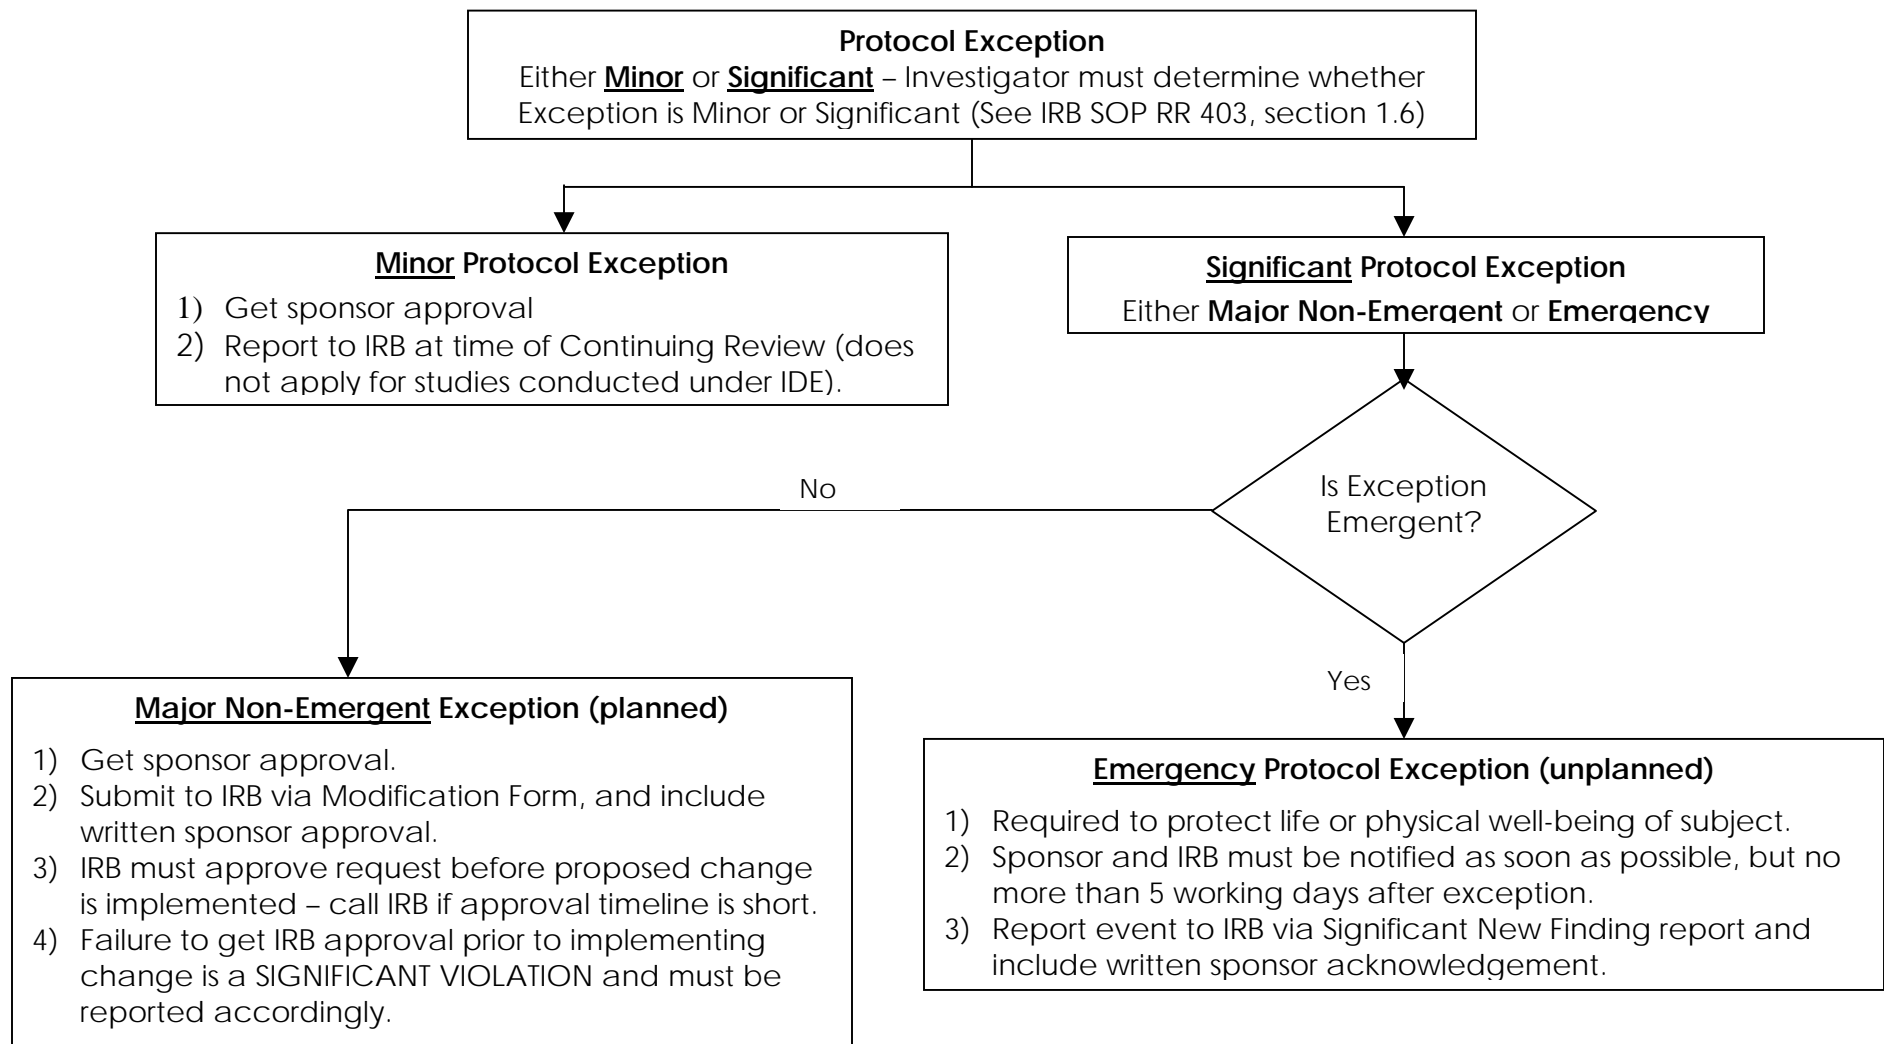 Protocol Exception
Either Minor or Significant – Investigator must determine whether
Exception is Minor or Significant (See IRB SOP RR 403, section 1.6)
Minor Protocol Exception
1) Get sponsor approval
2) Report to IRB at time of Continuing Review (does
not apply for studies conducted under IDE).
Significant Protocol Exception
Either Major Non-Emergent or Emergency
Is Exception
Emergent?
No
Yes
Major Non-Emergent Exception (planned)
1) Get sponsor approval.
2) Submit to IRB via Modification Form, and include
written sponsor approval.
3) IRB must approve request before proposed change
is implemented – call IRB if approval timeline is short.
4) Failure to get IRB approval prior to implementing
change is a SIGNIFICANT VIOLATION and must be
reported accordingly.
Emergency Protocol Exception (unplanned)
1) Required to protect life or physical well-being of subject.
2) Sponsor and IRB must be notified as soon as possible, but no
more than 5 working days after exception.
3) Report event to IRB via Significant New Finding report and
include written sponsor acknowledgement.